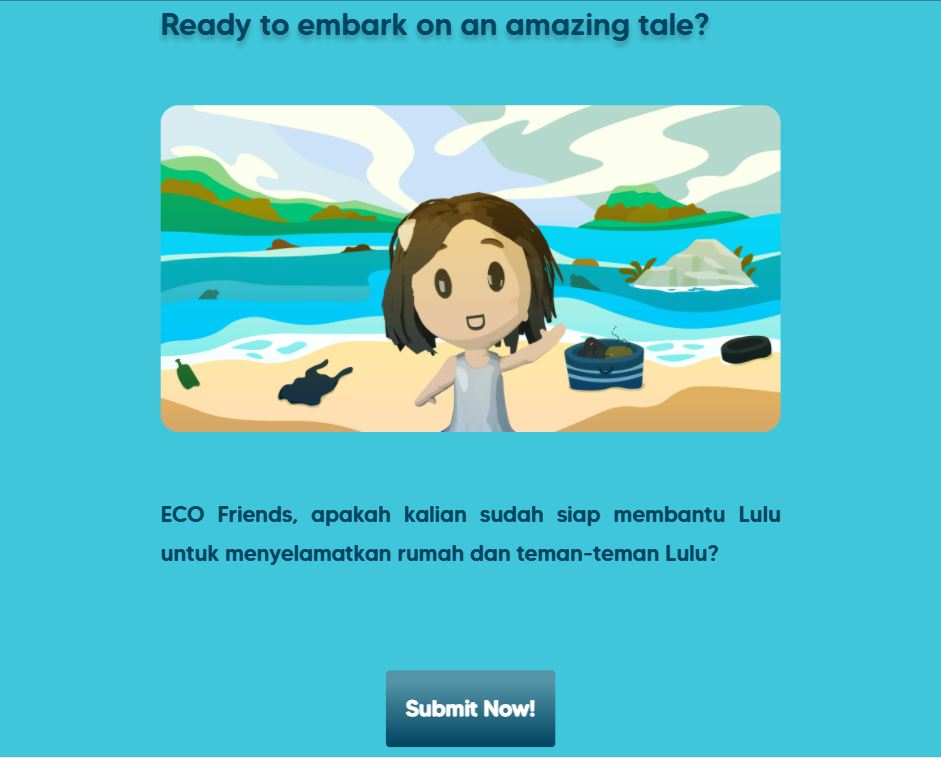 Ready to embark on an amazing tale?
ECO Friends, apakah kalian sudah siap membantu Lulu
untuk menyelamatkan rumah dan teman-teman Lulu?
Submit Now!